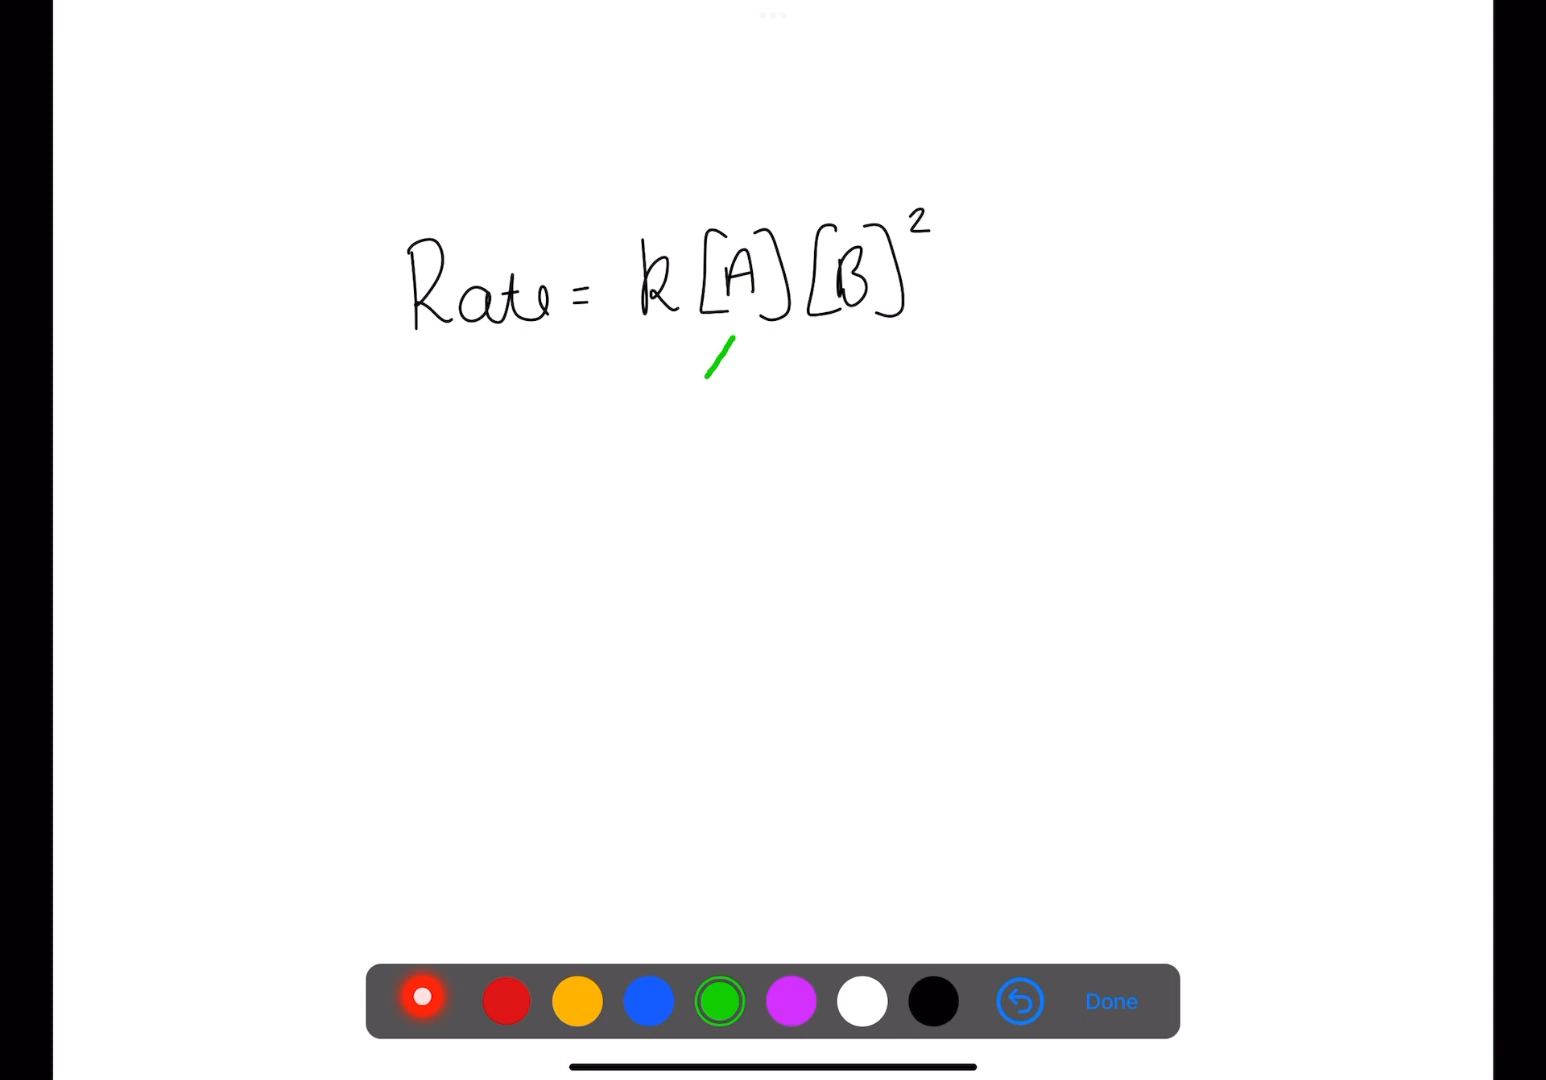 Rate = k[A][B]²
Done